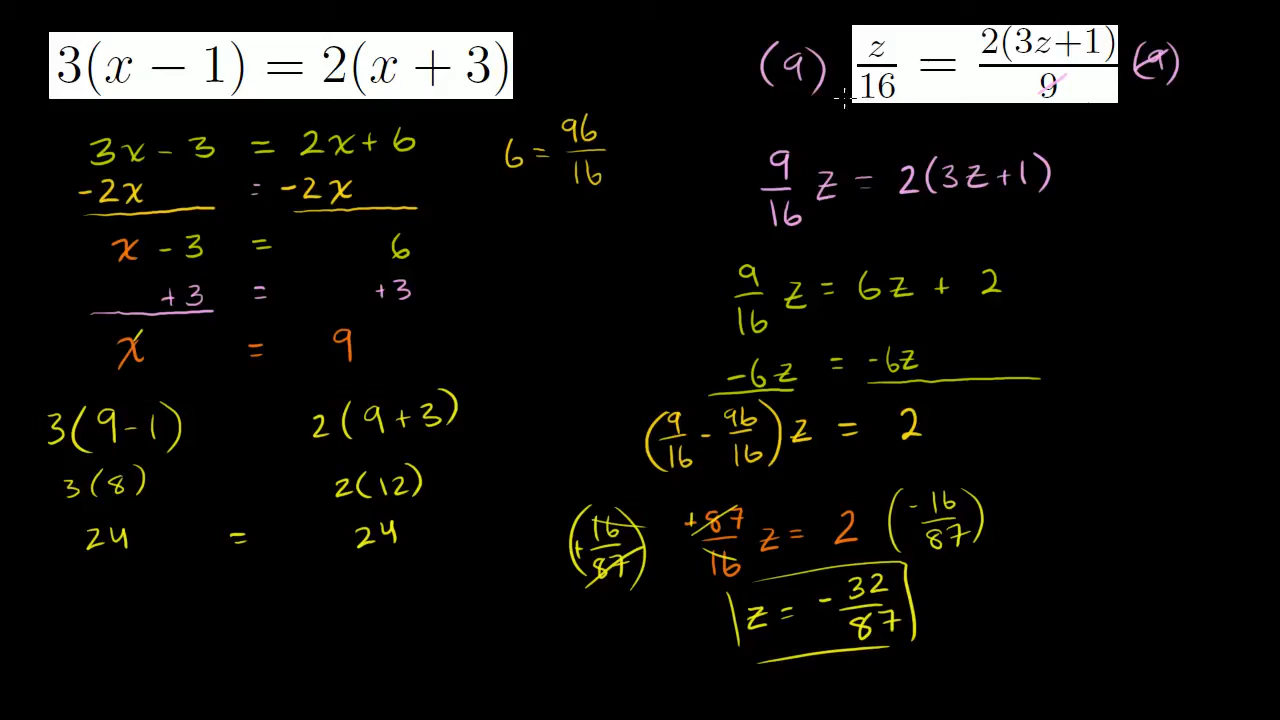 3(x − 1) = 2(x + 3)
3x - 3 = 2x + 6
-2x = -2x
x - 3 = 6
+3 = +3
x = 9
3(9-1) 2(9+3)
3(8) 2(12)
24 = 24
6 = 96/16
(9) z/16 = 2(3z+1)/9 (9)
9/16 z = 2(3z+1)
9/16 z = 6z + 2
-6z = -6z
(9/16 - 96/16) z = 2
(+16/87) +87/16 z = 2 (-16/87)
z = -32/87